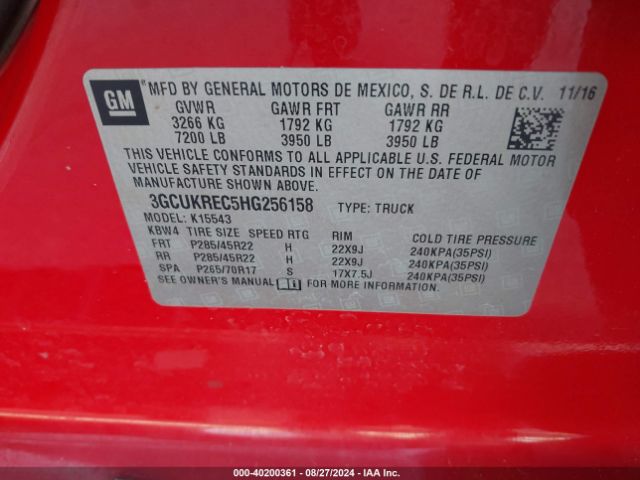 GM
MFD BY GENERAL MOTORS DE MEXICO, S. DE R.L. DE C.V. 11/16
GVWR GAWR FRT GAWR RR
3266 KG 1792 KG 1792 KG
7200 LB 3950 LB 3950 LB
THIS VEHICLE CONFORMS TO ALL APPLICABLE U.S. FEDERAL MOTOR
VEHICLE SAFETY STANDARDS IN EFFECT ON THE DATE OF
MANUFACTURE SHOWN ABOVE.
3GCUKREC5HG256158 TYPE: TRUCK
MODEL: K15543
KBW4 TIRE SIZE SPEED RTG RIM COLD TIRE PRESSURE
FRT P285/45R22 H 22X9J 240KPA(35PSI)
RR P285/45R22 H 22X9J 240KPA(35PSI)
SPA P265/70R17 S 17X7.5J 240KPA(35PSI)
SEE OWNER'S MANUAL FOR MORE INFORMATION.
000-40200361 - 08/27/2024 - IAA Inc.